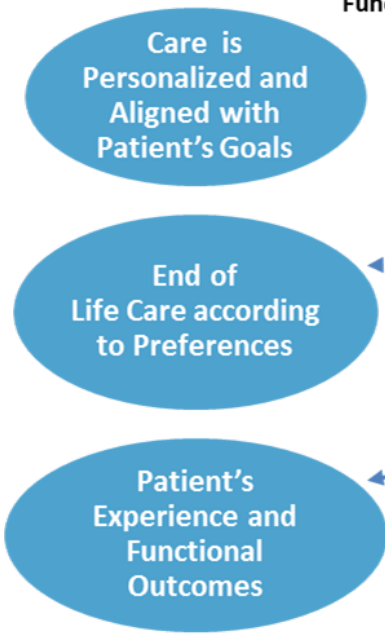 Func
Care is
Personalized and
Aligned with
Patient's Goals
End of
Life Care according
to Preferences
Patient's
Experience and
Functional
Outcomes